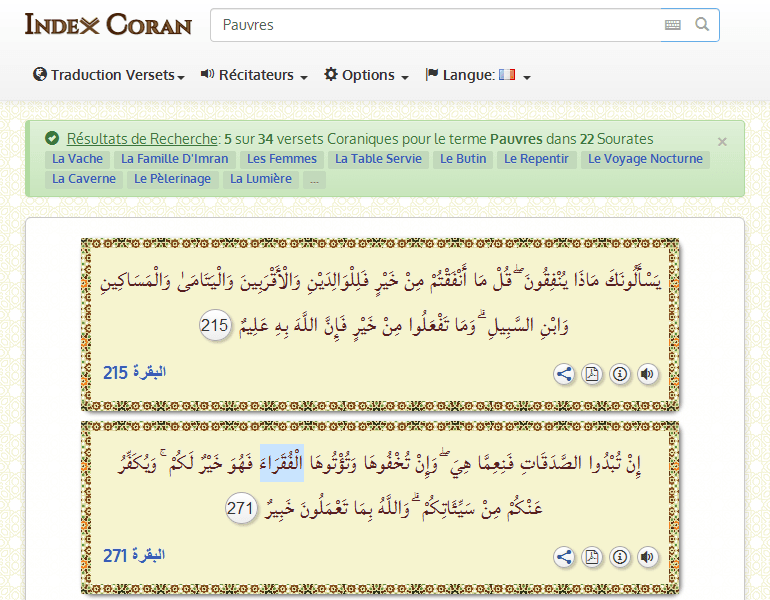 Index Coran
Pauvres
Traduction Versets Récitateurs Options Langue:
Résultats de Recherche: 5 sur 34 versets Coraniques pour le terme Pauvres dans 22 Sourates ×
La Vache La Famille D'Imran Les Femmes La Table Servie Le Butin Le Repentir Le Voyage Nocturne
La Caverne Le Pèlerinage La Lumière ...
يَسْأَلُونَكَ مَاذَا يُنْفِقُونَ ۖ قُلْ مَا أَنْفَقْتُمْ مِنْ خَيْرٍ فَلِلْوَالِدَيْنِ وَالْأَقْرَبِينَ وَالْيَتَامَىٰ وَالْمَسَاكِينِ
وَابْنِ السَّبِيلِ ۗ وَمَا تَفْعَلُوا مِنْ خَيْرٍ فَإِنَّ اللَّهَ بِهِ عَلِيمٌ 215
البقرة 215
إِنْ تُبْدُوا الصَّدَقَاتِ فَنِعِمَّا هِيَ ۖ وَإِنْ تُخْفُوهَا وَتُؤْتُوهَا الْفُقَرَاءَ فَهُوَ خَيْرٌ لَكُمْ ۚ وَيُكَفِّرُ
عَنْكُمْ مِنْ سَيِّئَاتِكُمْ ۗ وَاللَّهُ بِمَا تَعْمَلُونَ خَبِيرٌ 271
البقرة 271